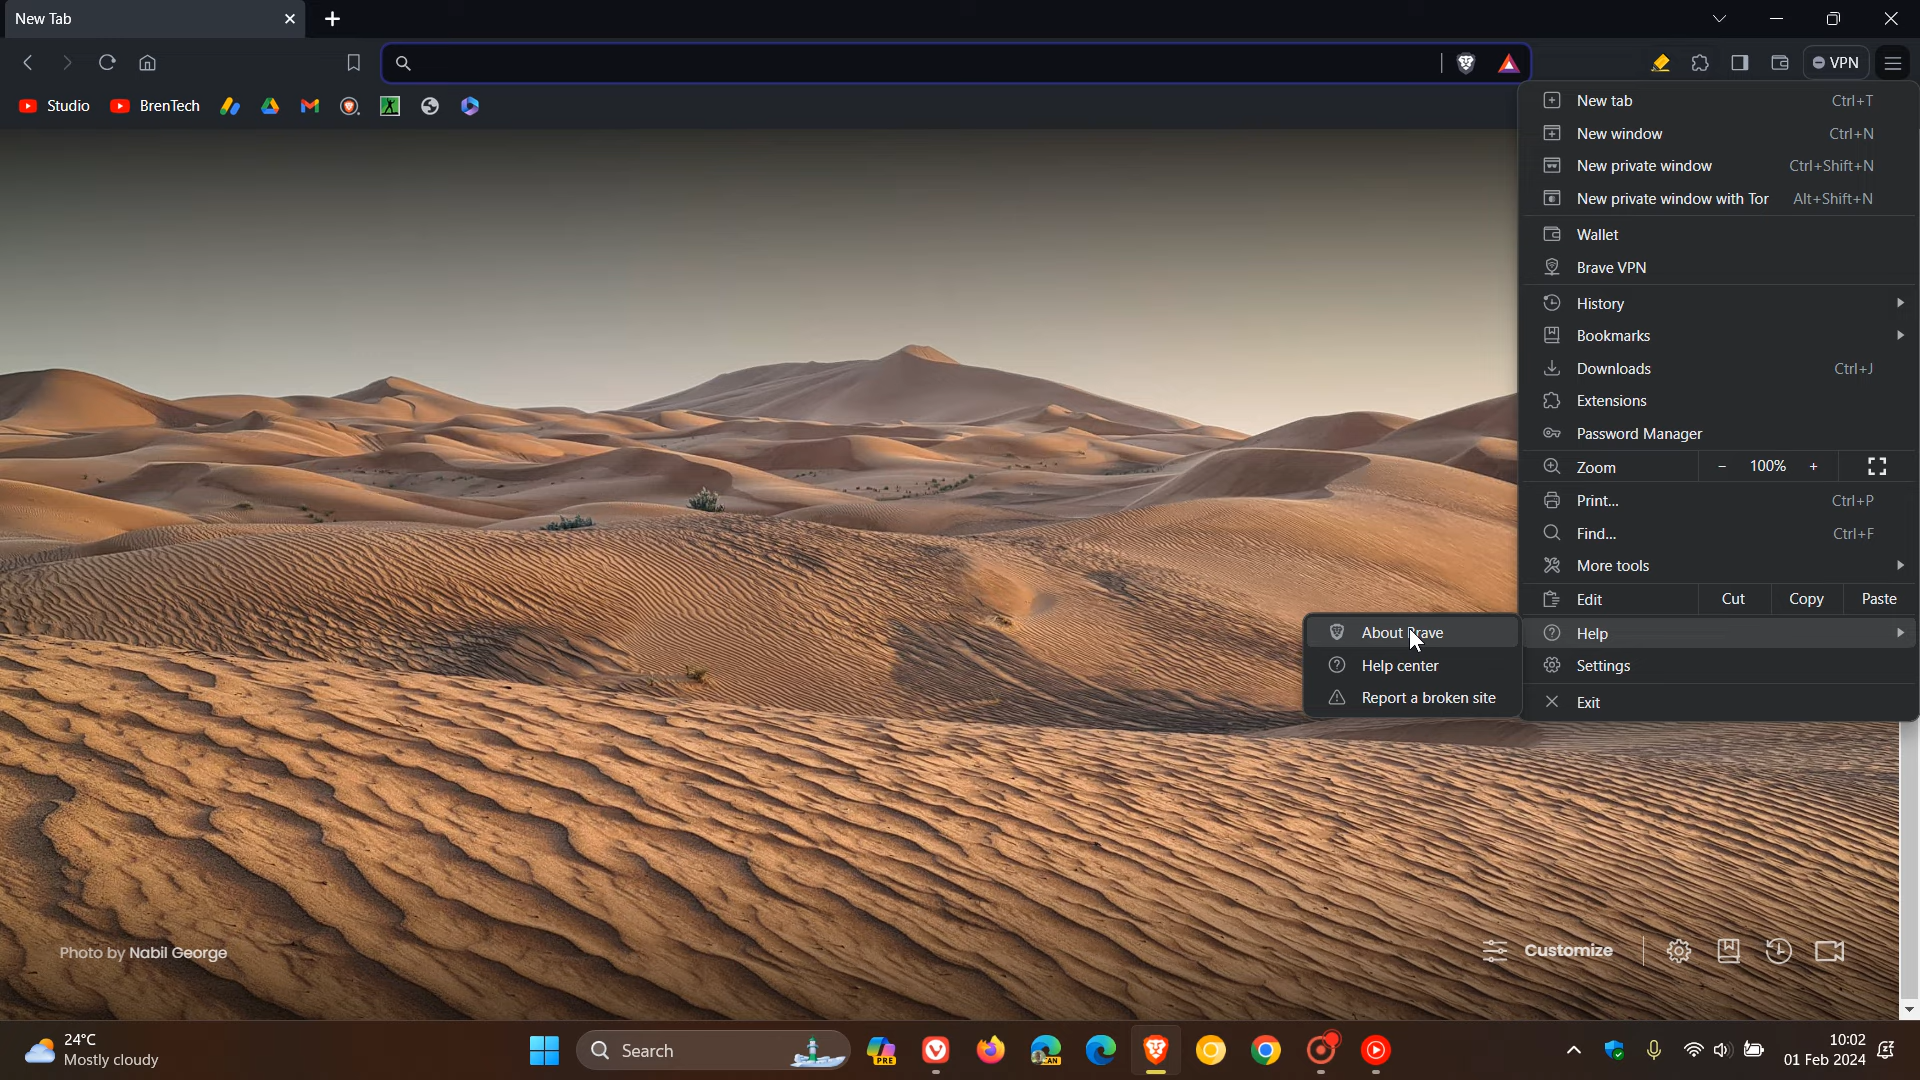 New Tab
VPN
Studio BrenTech
New tab Ctrl+T
New window Ctrl+N
New private window Ctrl+Shift+N
New private window with Tor Alt+Shift+N
Wallet
Brave VPN
History
Bookmarks
Downloads Ctrl+J
Extensions
Password Manager
Zoom - 100% +
Print... Ctrl+P
Find... Ctrl+F
More tools
Edit Cut Copy Paste
About Brave
Help center
Report a broken site
Help
Settings
Exit
Photo by Nabil George
Customize
24°C
Mostly cloudy
Search
PRE
CAN
10:02
01 Feb 2024